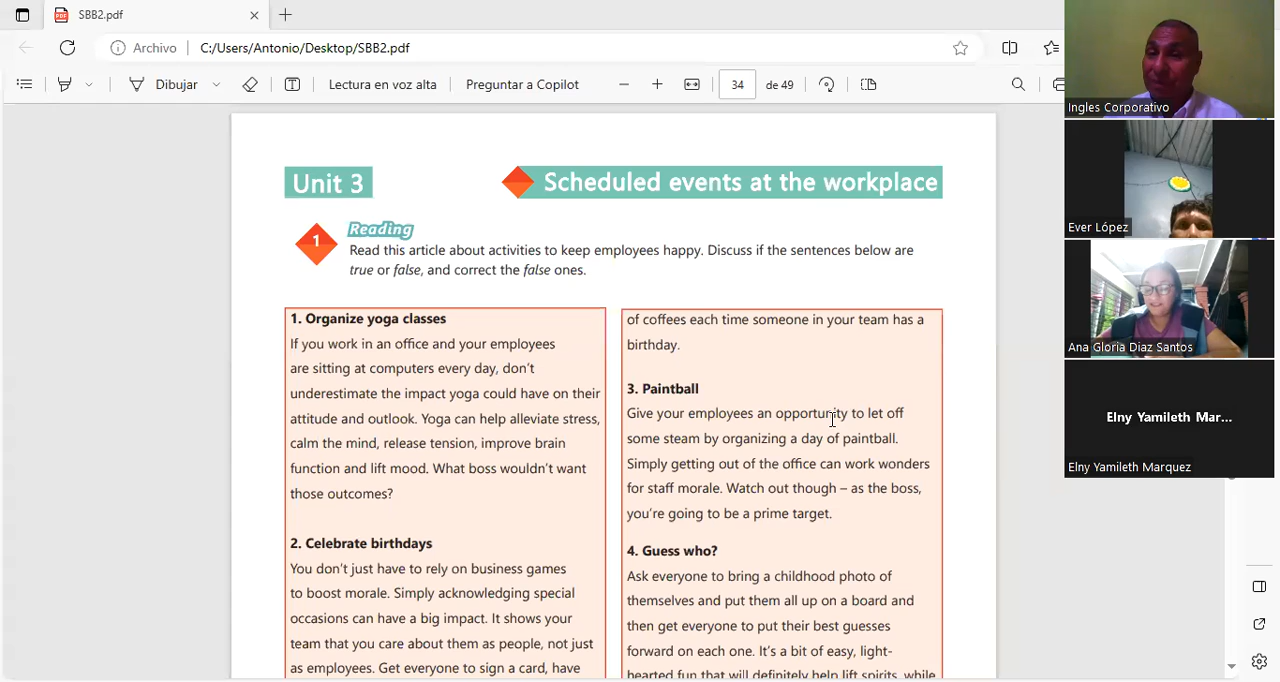 SBB2.pdf
Archivo
C:/Users/Antonio/Desktop/SBB2.pdf
Dibujar
Lectura en voz alta
Preguntar a Copilot
34
de 49
Unit 3
Scheduled events at the workplace
1
Reading
Read this article about activities to keep employees happy. Discuss if the sentences below are
true or false, and correct the false ones.
1. Organize yoga classes
If you work in an office and your employees
are sitting at computers every day, don't
underestimate the impact yoga could have on their
attitude and outlook. Yoga can help alleviate stress,
calm the mind, release tension, improve brain
function and lift mood. What boss wouldn't want
those outcomes?
2. Celebrate birthdays
You don't just have to rely on business games
to boost morale. Simply acknowledging special
occasions can have a big impact. It shows your
team that you care about them as people, not just
as employees. Get everyone to sign a card, have
of coffees each time someone in your team has a
birthday.
3. Paintball
Give your employees an opportunity to let off
some steam by organizing a day of paintball.
Simply getting out of the office can work wonders
for staff morale. Watch out though – as the boss,
you're going to be a prime target.
4. Guess who?
Ask everyone to bring a childhood photo of
themselves and put them all up on a board and
then get everyone to put their best guesses
forward on each one. It's a bit of easy, light-
hearted fun that will definitely help lift spirits, while
Ingles Corporativo
Ever López
Ana Gloria Diaz Santos
Elny Yamileth Mar...
Elny Yamileth Marquez